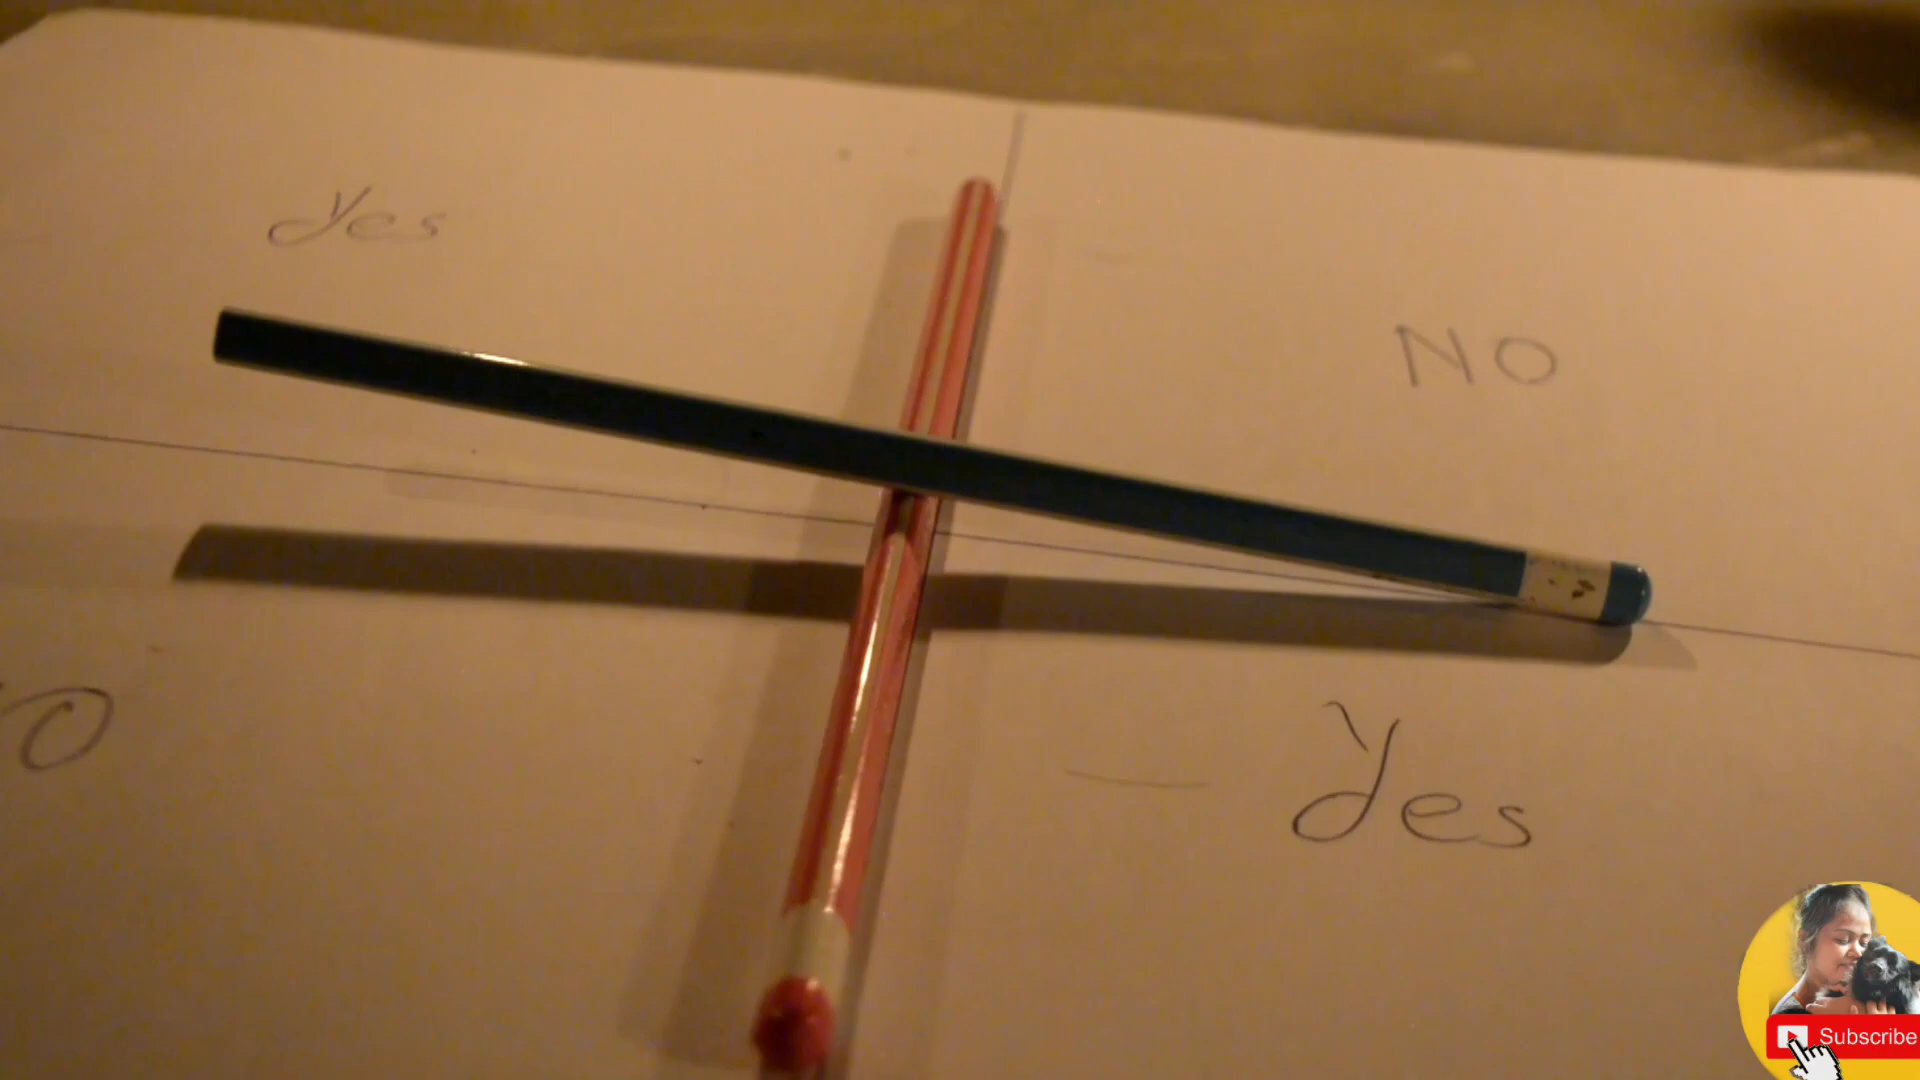 Yes
NO
O
Yes
Subscribe